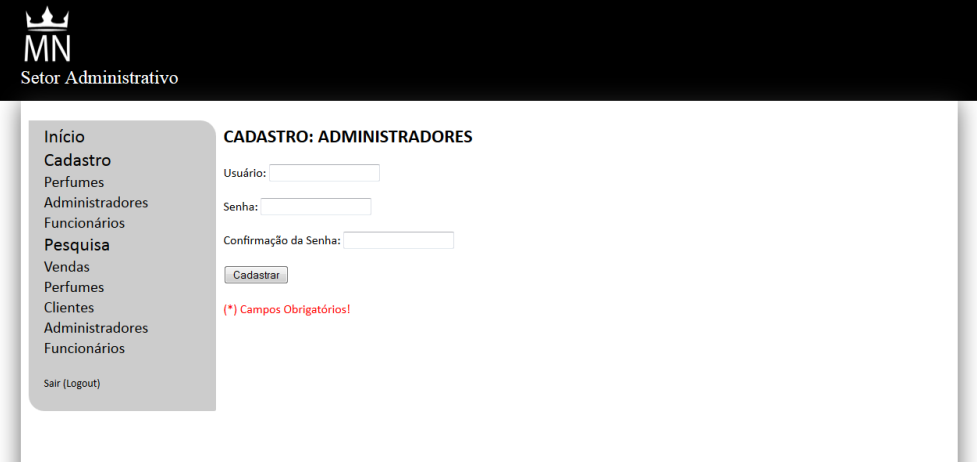 MN
Setor Administrativo
Início
Cadastro
Perfumes
Administradores
Funcionários
Pesquisa
Vendas
Perfumes
Clientes
Administradores
Funcionários
Sair (Logout)
CADASTRO: ADMINISTRADORES
Usuário:
Senha:
Confirmação da Senha:
Cadastrar
(*) Campos Obrigatórios!